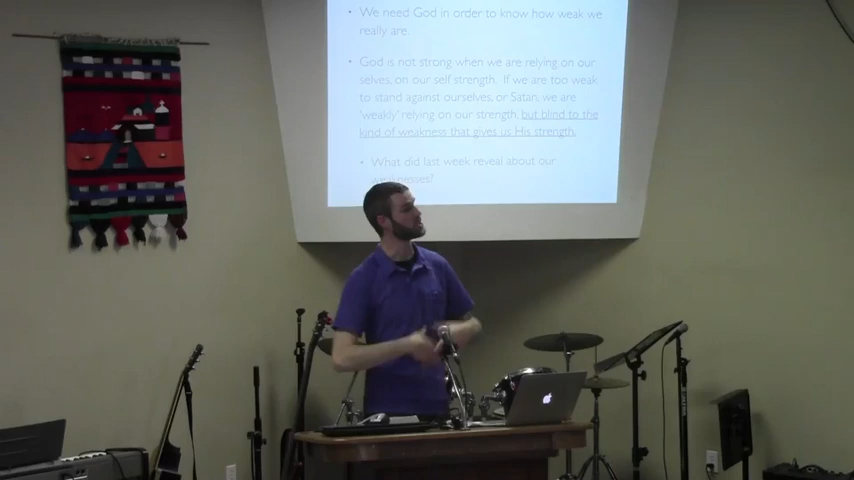 • We need God in order to know how weak we
really are.
• God is not strong when we are relying on our
selves, on our self strength. If we are too weak
to stand against ourselves, or Satan, we are
'weakly' relying on our strength, but blind to the
kind of weakness that gives us His strength.
• What did last week reveal about our
weaknesses?